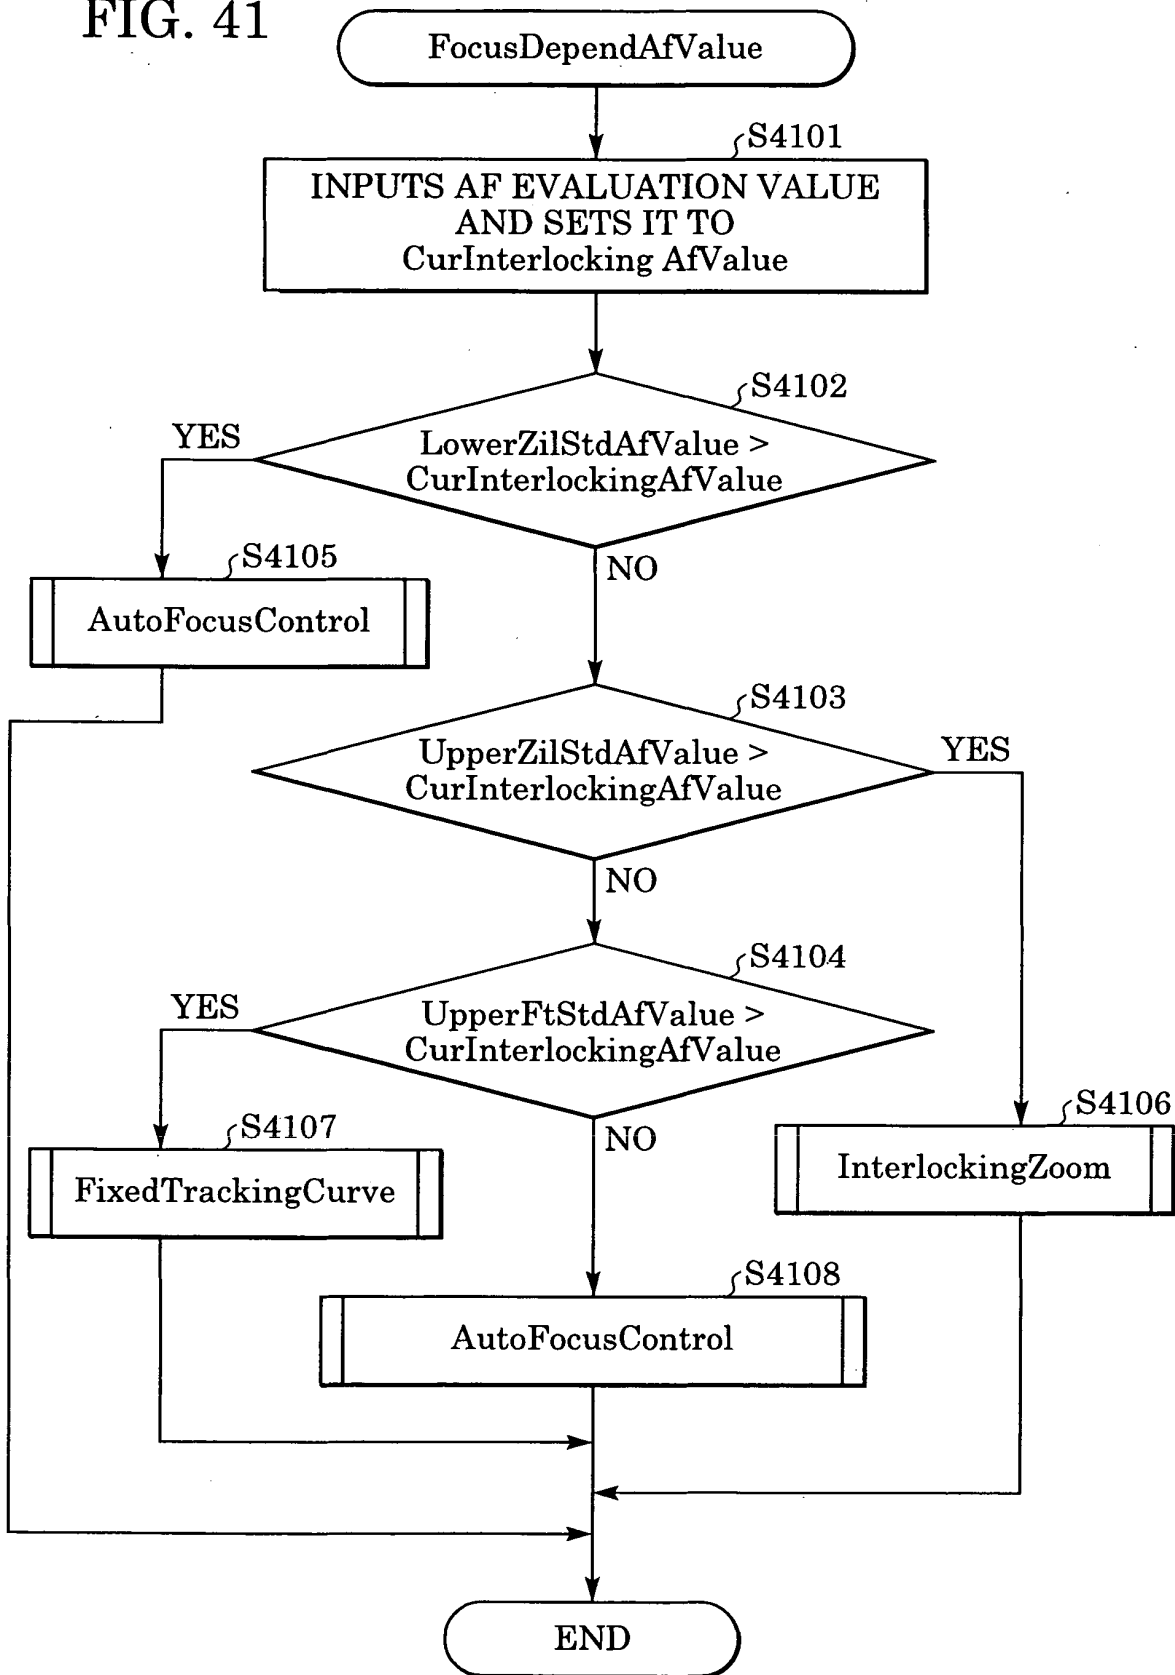 FIG. 41
FocusDependAfValue
S4101
INPUTS AF EVALUATION VALUE
AND SETS IT TO
CurInterlocking AfValue
S4102
YES
LowerZilStdAfValue >
CurInterlockingAfValue
NO
S4105
AutoFocusControl
S4103
UpperZilStdAfValue >
CurInterlockingAfValue
YES
NO
S4104
YES
UpperFtStdAfValue >
CurInterlockingAfValue
NO
S4107
FixedTrackingCurve
S4106
InterlockingZoom
S4108
AutoFocusControl
END